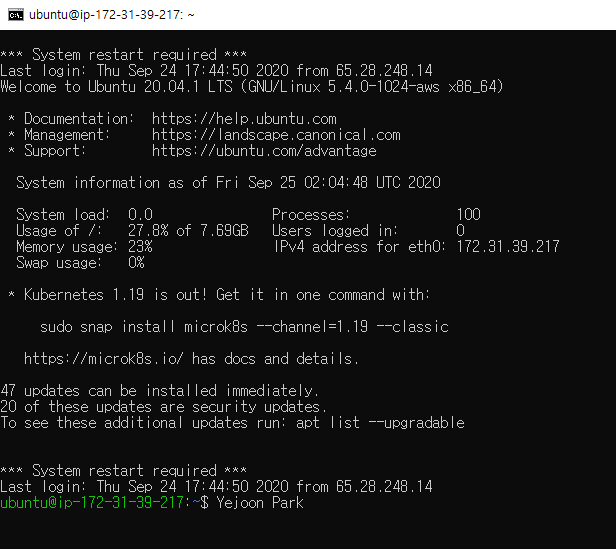 ubuntu@ip-172-31-39-217: ~
*** System restart required ***
Last login: Thu Sep 24 17:44:50 2020 from 65.28.248.14
Welcome to Ubuntu 20.04.1 LTS (GNU/Linux 5.4.0-1024-aws x86_64)
* Documentation:  https://help.ubuntu.com
* Management:     https://landscape.canonical.com
* Support:        https://ubuntu.com/advantage
System information as of Fri Sep 25 02:04:48 UTC 2020
System load:  0.0               Processes:             100
Usage of /:   27.8% of 7.69GB   Users logged in:       0
Memory usage: 23%               IPv4 address for eth0: 172.31.39.217
Swap usage:   0%
* Kubernetes 1.19 is out! Get it in one command with:
sudo snap install microk8s --channel=1.19 --classic
https://microk8s.io/ has docs and details.
47 updates can be installed immediately.
20 of these updates are security updates.
To see these additional updates run: apt list --upgradable
*** System restart required ***
Last login: Thu Sep 24 17:44:50 2020 from 65.28.248.14
ubuntu@ip-172-31-39-217:~$ Yejoon Park